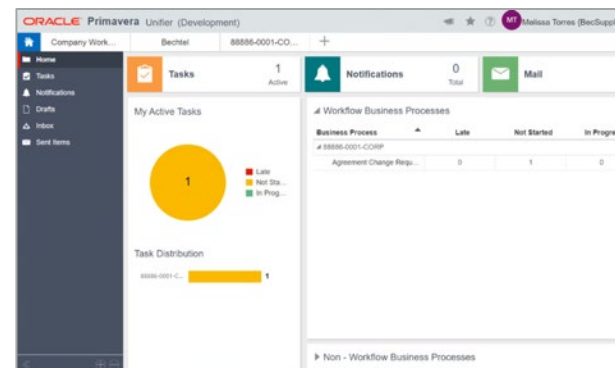 ORACLE Primavera Unifier (Development)
MT Melissa Torres (BecSuppl
Company Work...
Bechtel
88886-0001-CO...
Home
Tasks
Notifications
Drafts
Inbox
Sent Items
Tasks
1
Active
Notifications
0
Total
Mail
My Active Tasks
1
Late
Not Sta...
In Prog...
Task Distribution
88886-0001-C...
1
Workflow Business Processes
Business Process Late Not Started In Progre
88886-0001-CORP
Agreement Change Requ... 0 1 0
Non - Workflow Business Processes